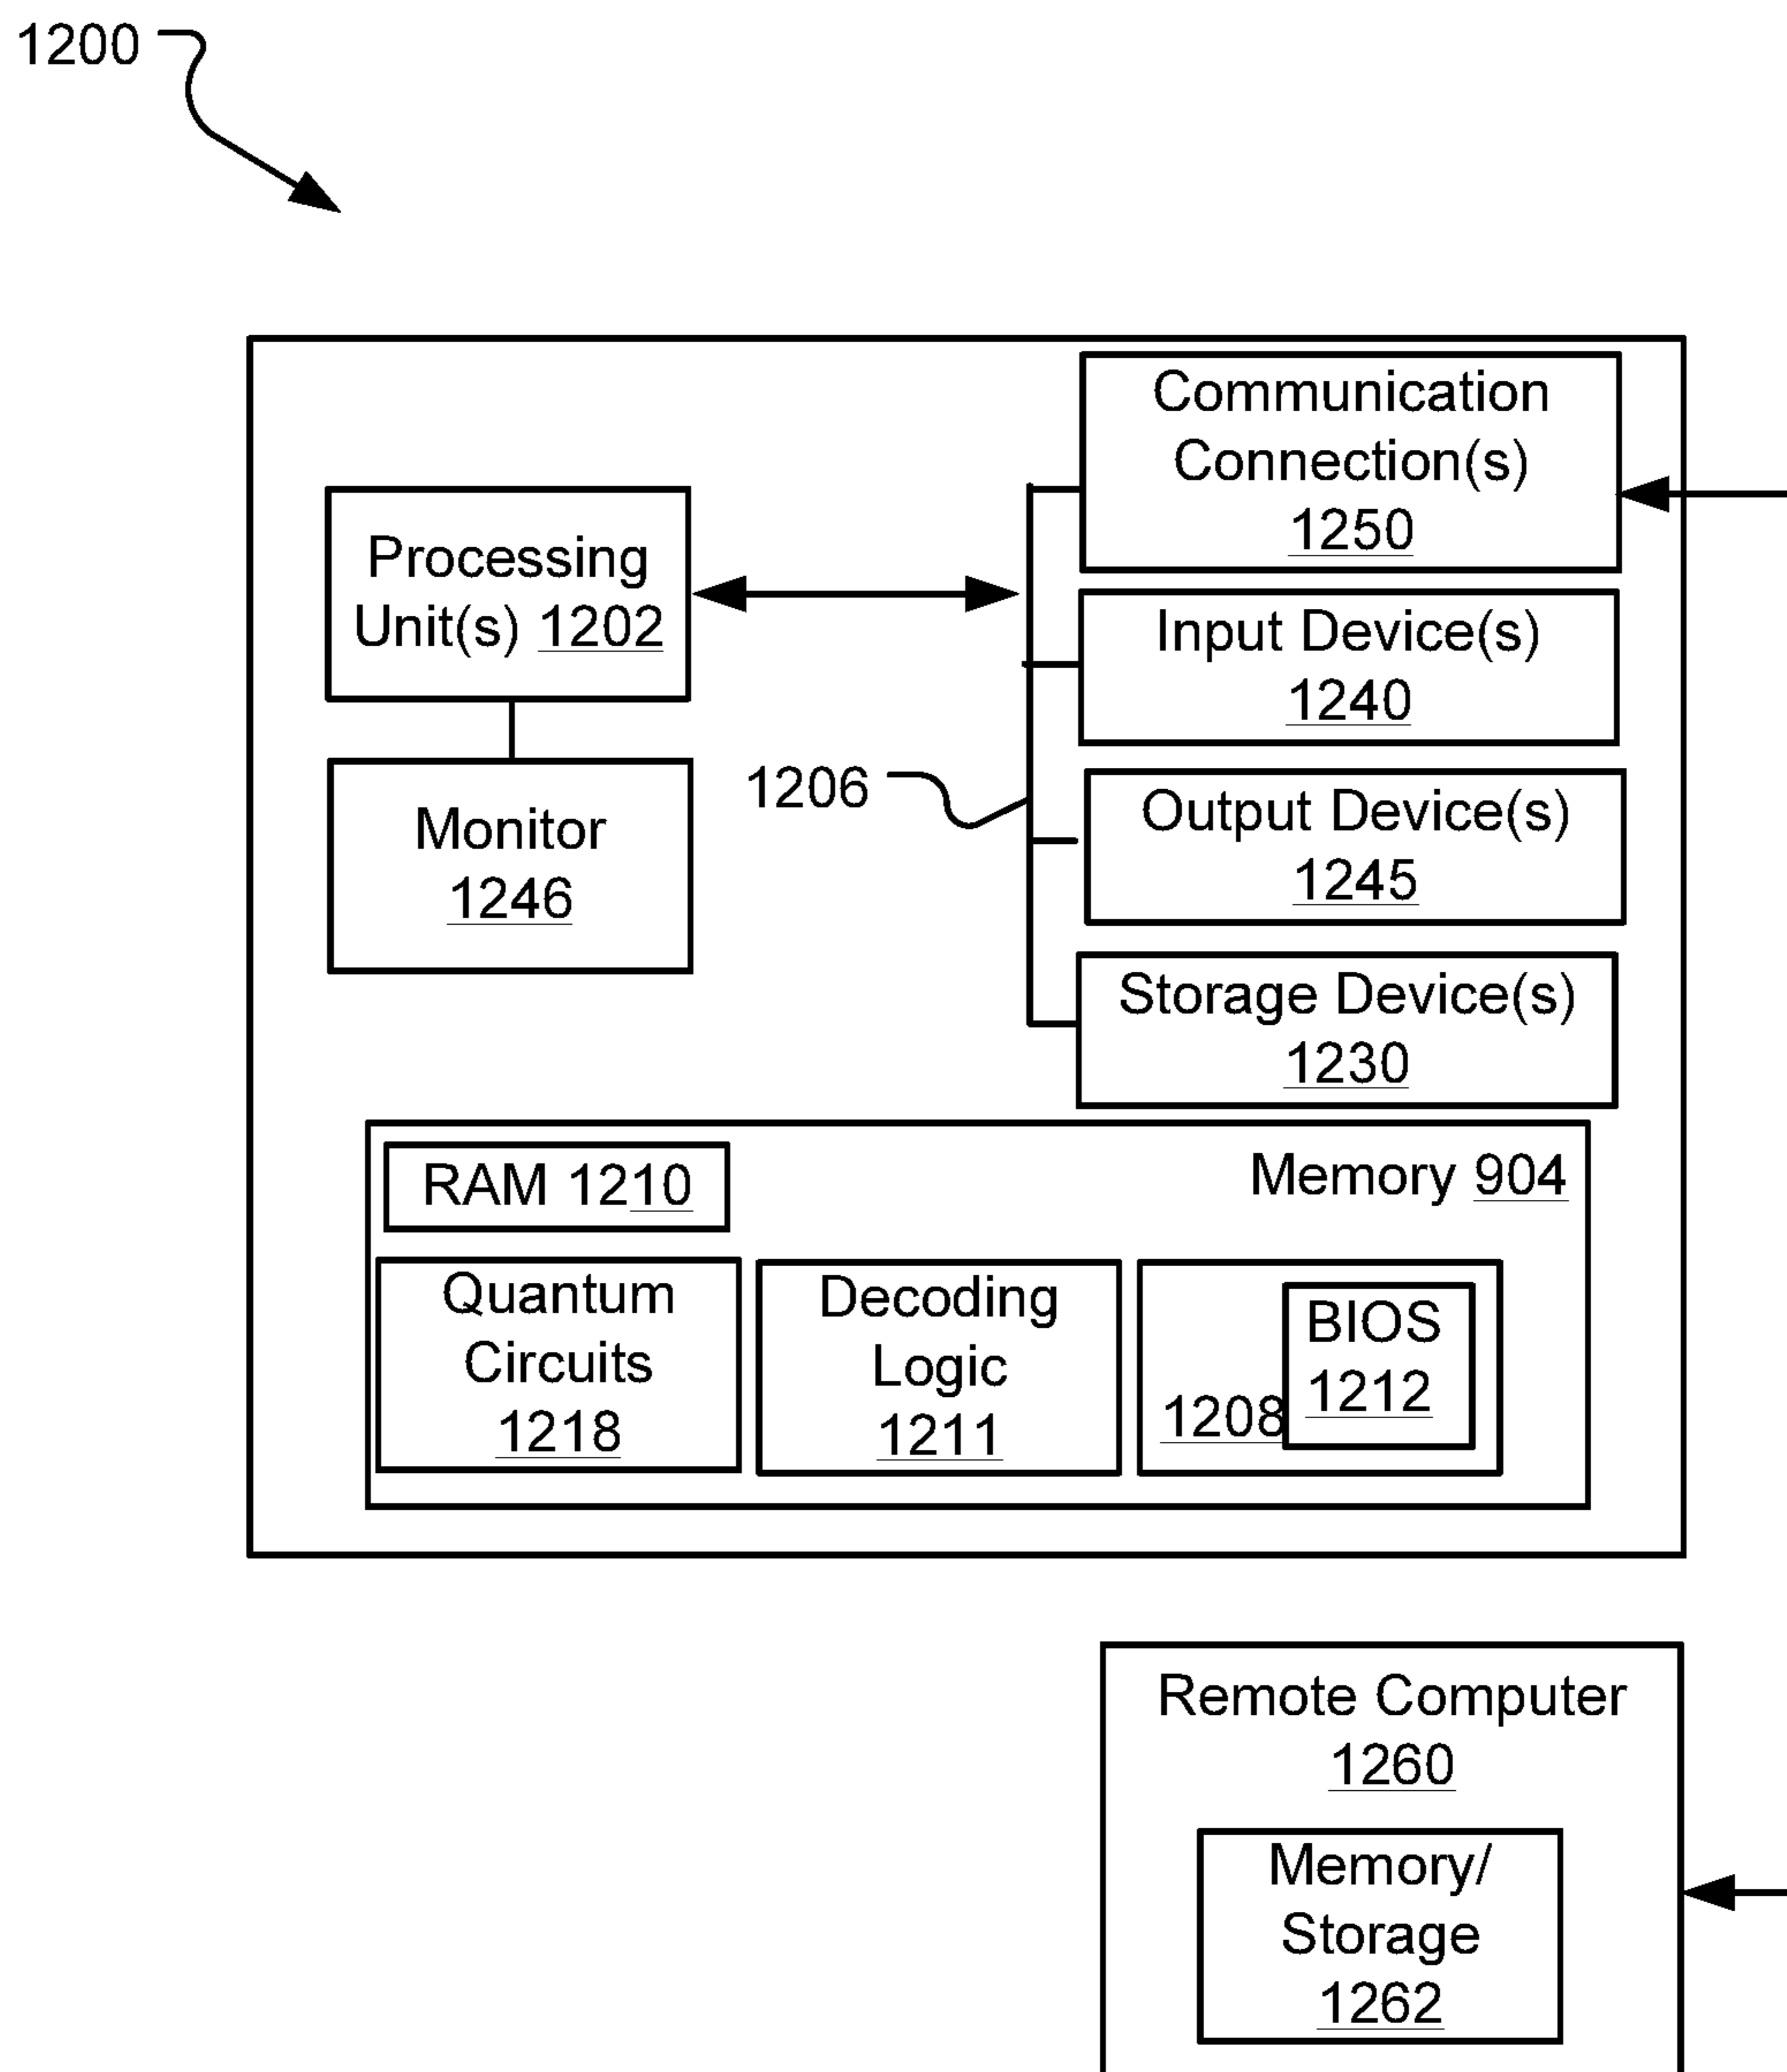 1200
Communication
Connection(s)
1250
Processing
Unit(s) 1202
Input Device(s)
1240
1206
Monitor
1246
Output Device(s)
1245
Storage Device(s)
1230
RAM 1210
Memory 904
Quantum
Circuits
1218
Decoding
Logic
1211
1208
BIOS
1212
Remote Computer
1260
Memory/
Storage
1262